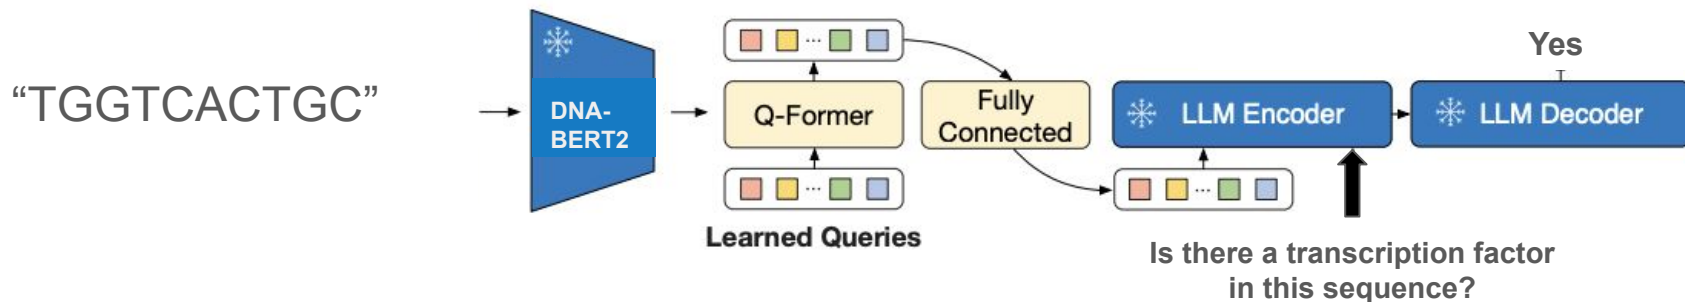 “TGGTCACTGC”
DNA-
BERT2
Q-Former
Learned Queries
Fully
Connected
LLM Encoder
LLM Decoder
Yes
Is there a transcription factor
in this sequence?